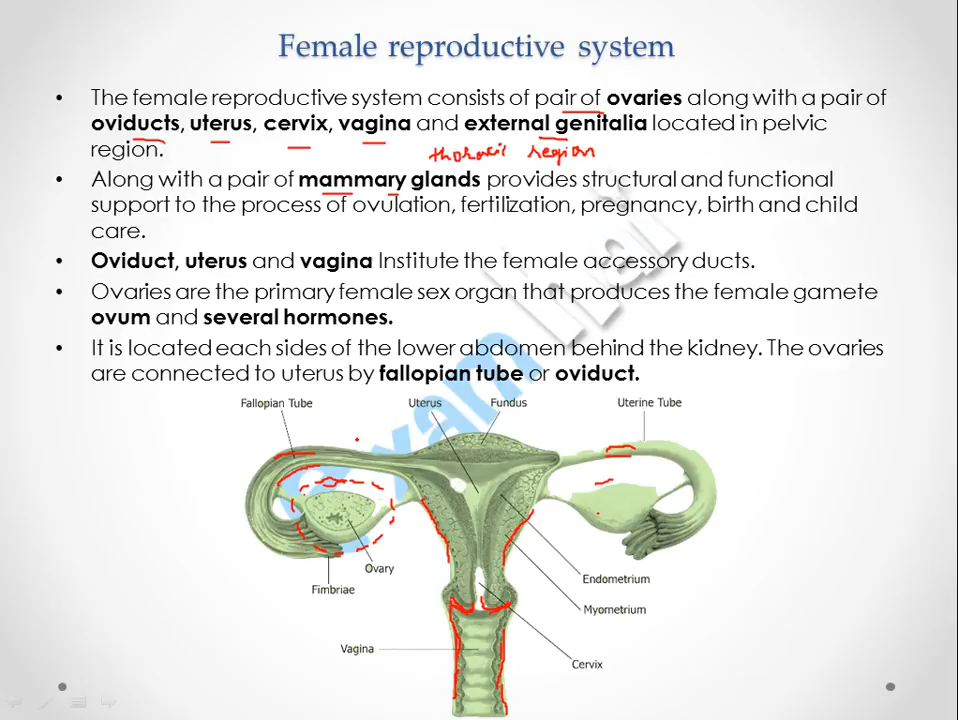 Female reproductive system
• The female reproductive system consists of pair of ovaries along with a pair of
oviducts, uterus, cervix, vagina and external genitalia located in pelvic
region.
thoracic region
• Along with a pair of mammary glands provides structural and functional
support to the process of ovulation, fertilization, pregnancy, birth and child
care.
• Oviduct, uterus and vagina Institute the female accessory ducts.
• Ovaries are the primary female sex organ that produces the female gamete
ovum and several hormones.
• It is located each sides of the lower abdomen behind the kidney. The ovaries
are connected to uterus by fallopian tube or oviduct.
Fallopian Tube
Uterus
Fundus
Uterine Tube
Ovary
Fimbriae
Endometrium
Myometrium
Vagina
Cervix